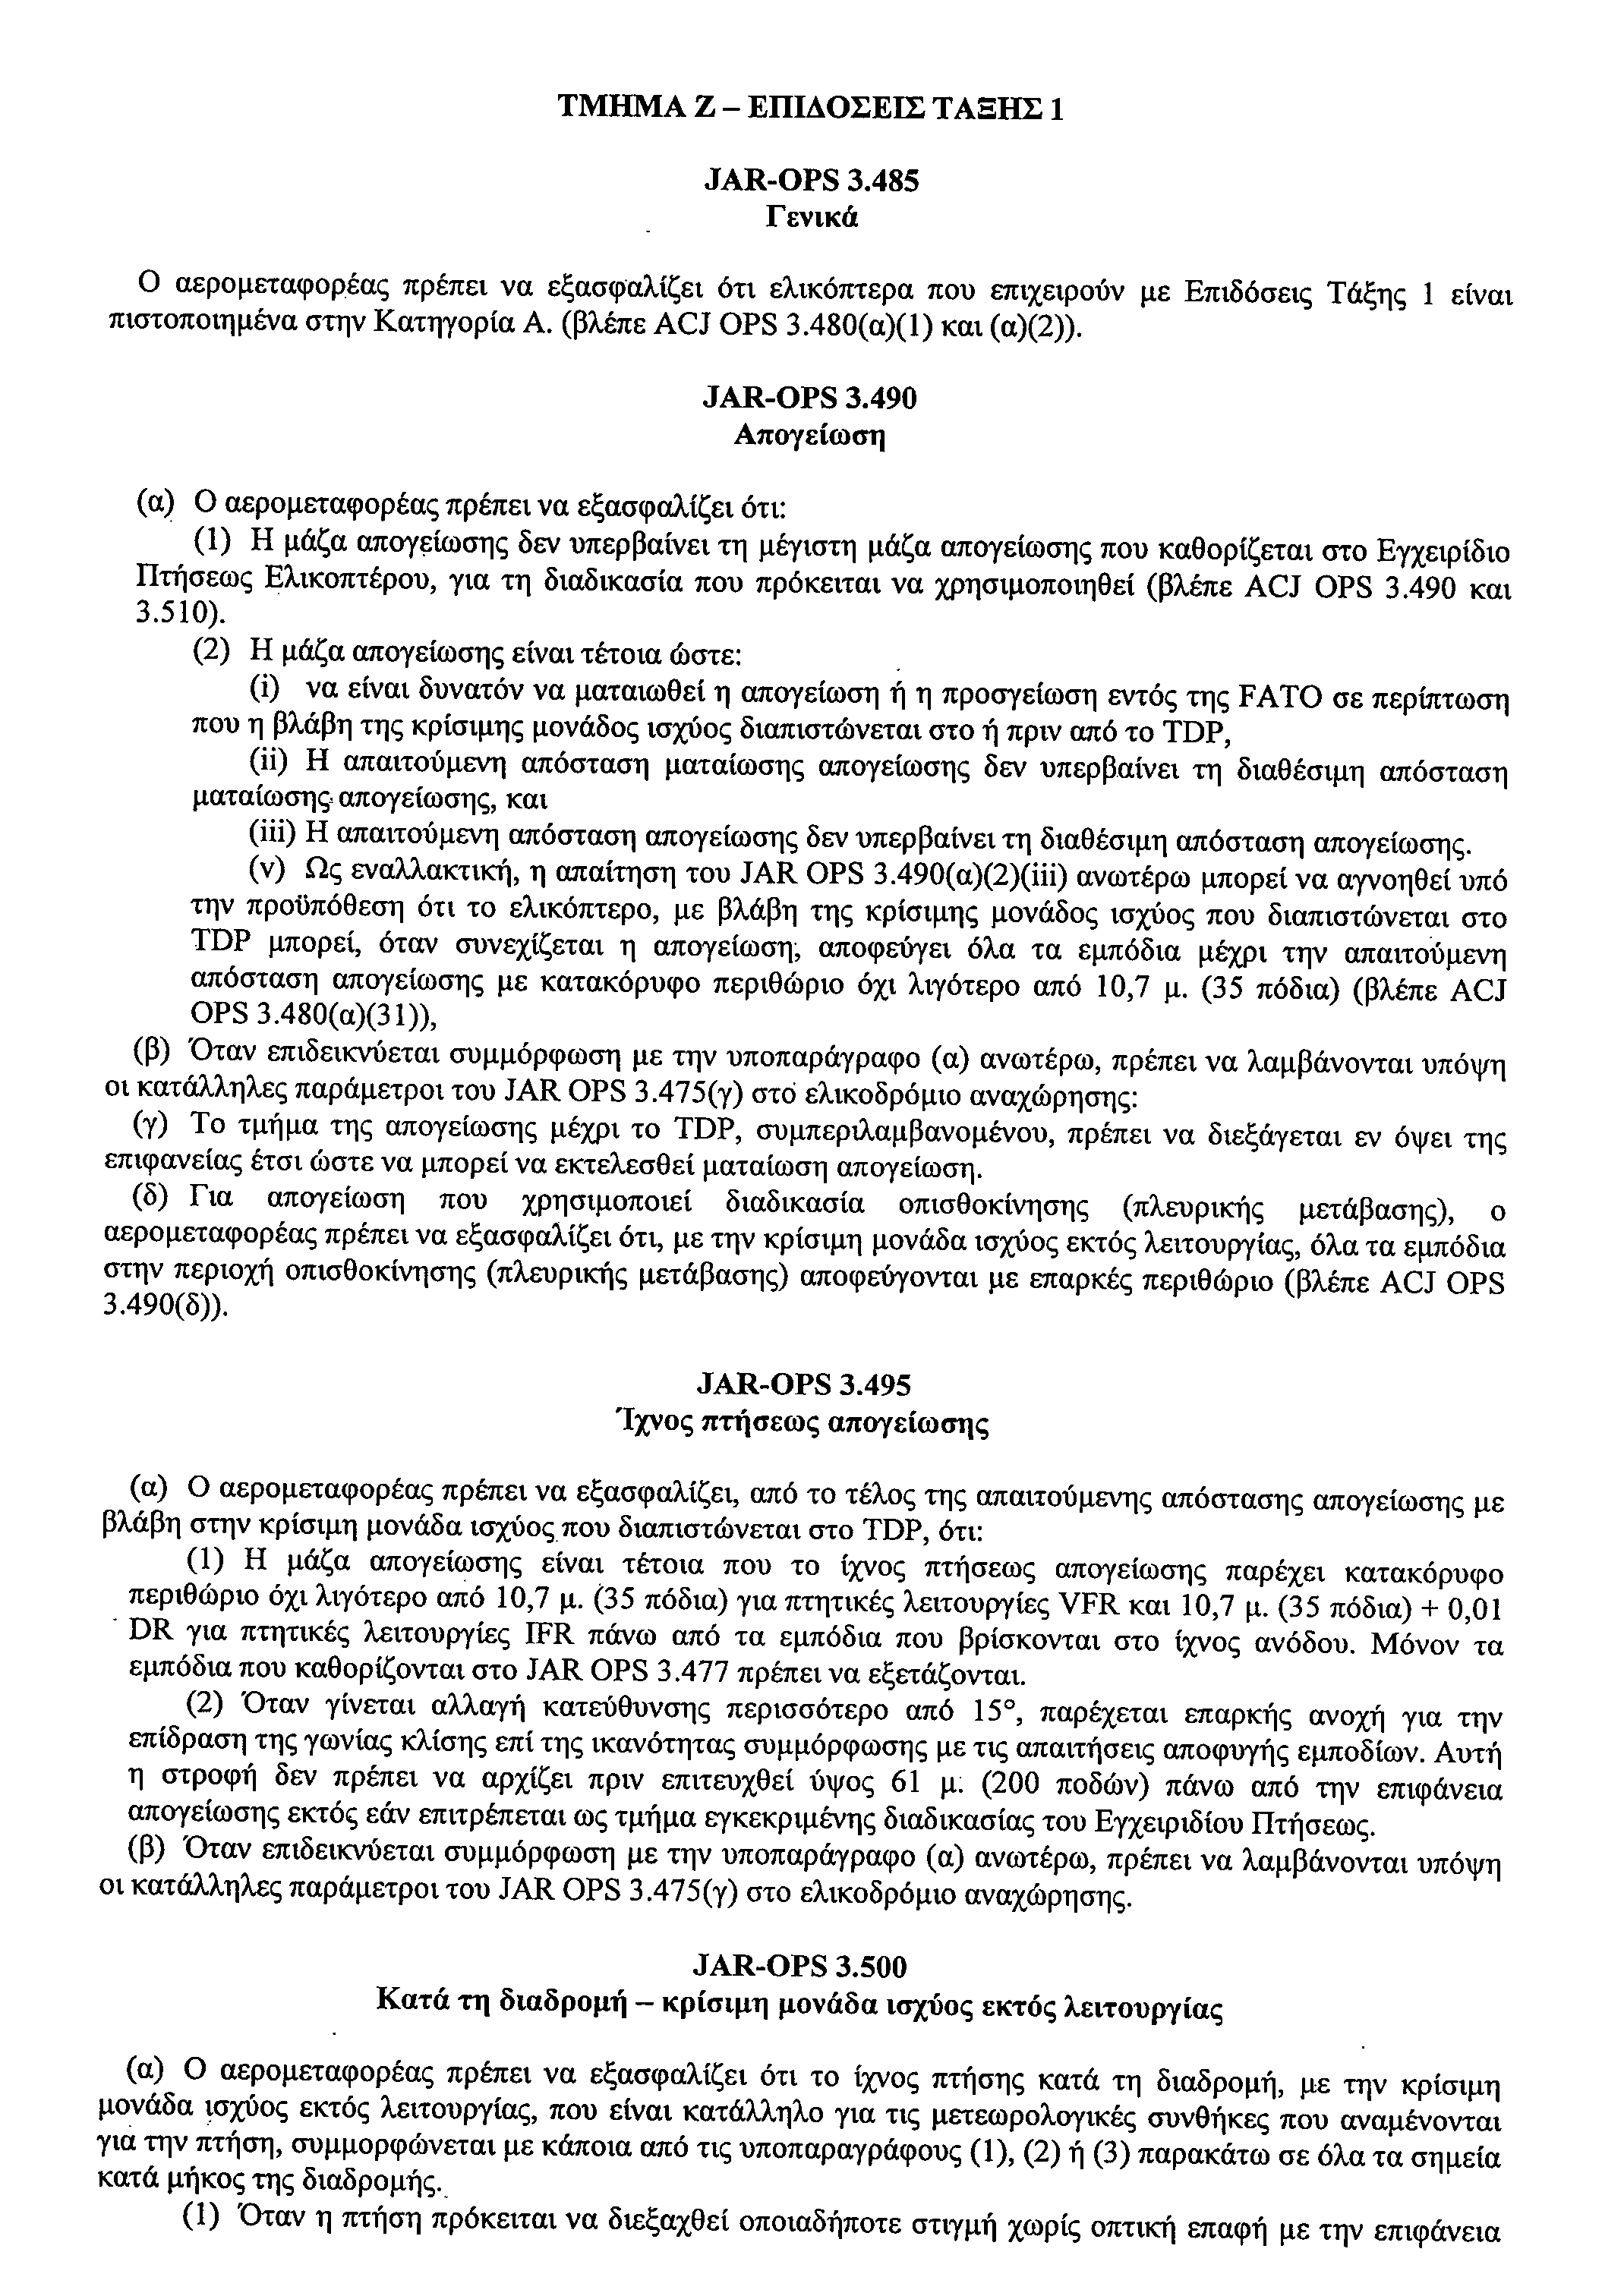 ΤΜΗΜΑ Ζ – ΕΠΙΔΟΣΕΙΣ ΤΑΞΗΣ 1
JAR-OPS 3.485
Γενικά
Ο αερομεταφορέας πρέπει να εξασφαλίζει ότι ελικόπτερα που επιχειρούν με Επιδόσεις Τάξης 1 είναι
πιστοποιημένα στην Κατηγορία Α. (βλέπε ACJ OPS 3.480(α)(1) και (α)(2)).
JAR-OPS 3.490
Απογείωση
(α) Ο αερομεταφορέας πρέπει να εξασφαλίζει ότι:
(1) Η μάζα απογείωσης δεν υπερβαίνει τη μέγιστη μάζα απογείωσης που καθορίζεται στο Εγχειρίδιο
Πτήσεως Ελικοπτέρου, για τη διαδικασία που πρόκειται να χρησιμοποιηθεί (βλέπε ACJ OPS 3.490 και
3.510).
(2) Η μάζα απογείωσης είναι τέτοια ώστε:
(i) να είναι δυνατόν να ματαιωθεί η απογείωση ή η προσγείωση εντός της FATO σε περίπτωση
που η βλάβη της κρίσιμης μονάδος ισχύος διαπιστώνεται στο ή πριν από το TDP,
(ii) Η απαιτούμενη απόσταση ματαίωσης απογείωσης δεν υπερβαίνει τη διαθέσιμη απόσταση
ματαίωσης απογείωσης, και
(iii) Η απαιτούμενη απόσταση απογείωσης δεν υπερβαίνει τη διαθέσιμη απόσταση απογείωσης.
(v) Ως εναλλακτική, η απαίτηση του JAR OPS 3.490(α)(2)(iii) ανωτέρω μπορεί να αγνοηθεί υπό
την προϋπόθεση ότι το ελικόπτερο, με βλάβη της κρίσιμης μονάδος ισχύος που διαπιστώνεται στο
TDP μπορεί, όταν συνεχίζεται η απογείωση, αποφεύγει όλα τα εμπόδια μέχρι την απαιτούμενη
απόσταση απογείωσης με κατακόρυφο περιθώριο όχι λιγότερο από 10,7 μ. (35 πόδια) (βλέπε ACJ
OPS 3.480(α)(31)),
(β) Όταν επιδεικνύεται συμμόρφωση με την υποπαράγραφο (α) ανωτέρω, πρέπει να λαμβάνονται υπόψη
οι κατάλληλες παράμετροι του JAR OPS 3.475(γ) στο ελικοδρόμιο αναχώρησης:
(γ) Το τμήμα της απογείωσης μέχρι το TDP, συμπεριλαμβανομένου, πρέπει να διεξάγεται εν όψει της
επιφανείας έτσι ώστε να μπορεί να εκτελεσθεί ματαίωση απογείωση.
(δ) Για απογείωση που χρησιμοποιεί διαδικασία οπισθοκίνησης (πλευρικής μετάβασης), ο
αερομεταφορέας πρέπει να εξασφαλίζει ότι, με την κρίσιμη μονάδα ισχύος εκτός λειτουργίας, όλα τα εμπόδια
στην περιοχή οπισθοκίνησης (πλευρικής μετάβασης) αποφεύγονται με επαρκές περιθώριο (βλέπε ACJ OPS
3.490(δ)).
JAR-OPS 3.495
Ίχνος πτήσεως απογείωσης
(α) Ο αερομεταφορέας πρέπει να εξασφαλίζει, από το τέλος της απαιτούμενης απόστασης απογείωσης με
βλάβη στην κρίσιμη μονάδα ισχύος που διαπιστώνεται στο TDP, ότι:
(1) Η μάζα απογείωσης είναι τέτοια που το ίχνος πτήσεως απογείωσης παρέχει κατακόρυφο
περιθώριο όχι λιγότερο από 10,7 μ. (35 πόδια) για πτητικές λειτουργίες VFR και 10,7 μ. (35 πόδια) + 0,01
DR για πτητικές λειτουργίες IFR πάνω από τα εμπόδια που βρίσκονται στο ίχνος ανόδου. Μόνον τα
εμπόδια που καθορίζονται στο JAR OPS 3.477 πρέπει να εξετάζονται.
(2) Όταν γίνεται αλλαγή κατεύθυνσης περισσότερο από 15°, παρέχεται επαρκής ανοχή για την
επίδραση της γωνίας κλίσης επί της ικανότητας συμμόρφωσης με τις απαιτήσεις αποφυγής εμποδίων. Αυτή
η στροφή δεν πρέπει να αρχίζει πριν επιτευχθεί ύψος 61 μ. (200 ποδών) πάνω από την επιφάνεια
απογείωσης εκτός εάν επιτρέπεται ως τμήμα εγκεκριμένης διαδικασίας του Εγχειριδίου Πτήσεως.
(β) Όταν επιδεικνύεται συμμόρφωση με την υποπαράγραφο (α) ανωτέρω, πρέπει να λαμβάνονται υπόψη
οι κατάλληλες παράμετροι του JAR OPS 3.475(γ) στο ελικοδρόμιο αναχώρησης.
JAR-OPS 3.500
Κατά τη διαδρομή – κρίσιμη μονάδα ισχύος εκτός λειτουργίας
(α) Ο αερομεταφορέας πρέπει να εξασφαλίζει ότι το ίχνος πτήσης κατά τη διαδρομή, με την κρίσιμη
μονάδα ισχύος εκτός λειτουργίας, που είναι κατάλληλο για τις μετεωρολογικές συνθήκες που αναμένονται
για την πτήση, συμμορφώνεται με κάποια από τις υποπαραγράφους (1), (2) ή (3) παρακάτω σε όλα τα σημεία
κατά μήκος της διαδρομής.
(1) Όταν η πτήση πρόκειται να διεξαχθεί οποιαδήποτε στιγμή χωρίς οπτική επαφή με την επιφάνεια